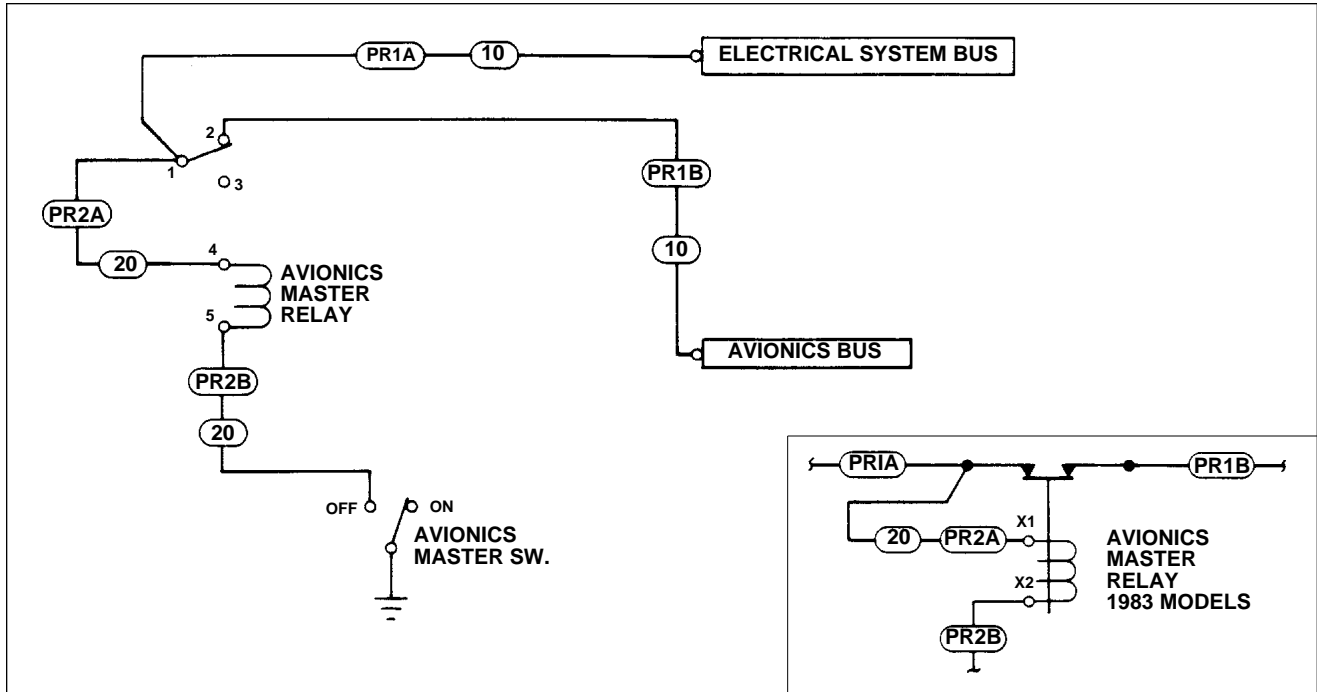 PR1A
10
ELECTRICAL SYSTEM BUS
2
1
3
PR1B
PR2A
10
20
4
AVIONICS
MASTER
RELAY
5
AVIONICS BUS
PR2B
20
OFF
ON
AVIONICS
MASTER SW.
PRIA
PR1B
X1
20
PR2A
AVIONICS
MASTER
RELAY
1983 MODELS
X2
PR2B